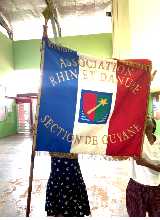 ASSOCIATION
RHIN ET DANUBE
SECTION DE GUYANE